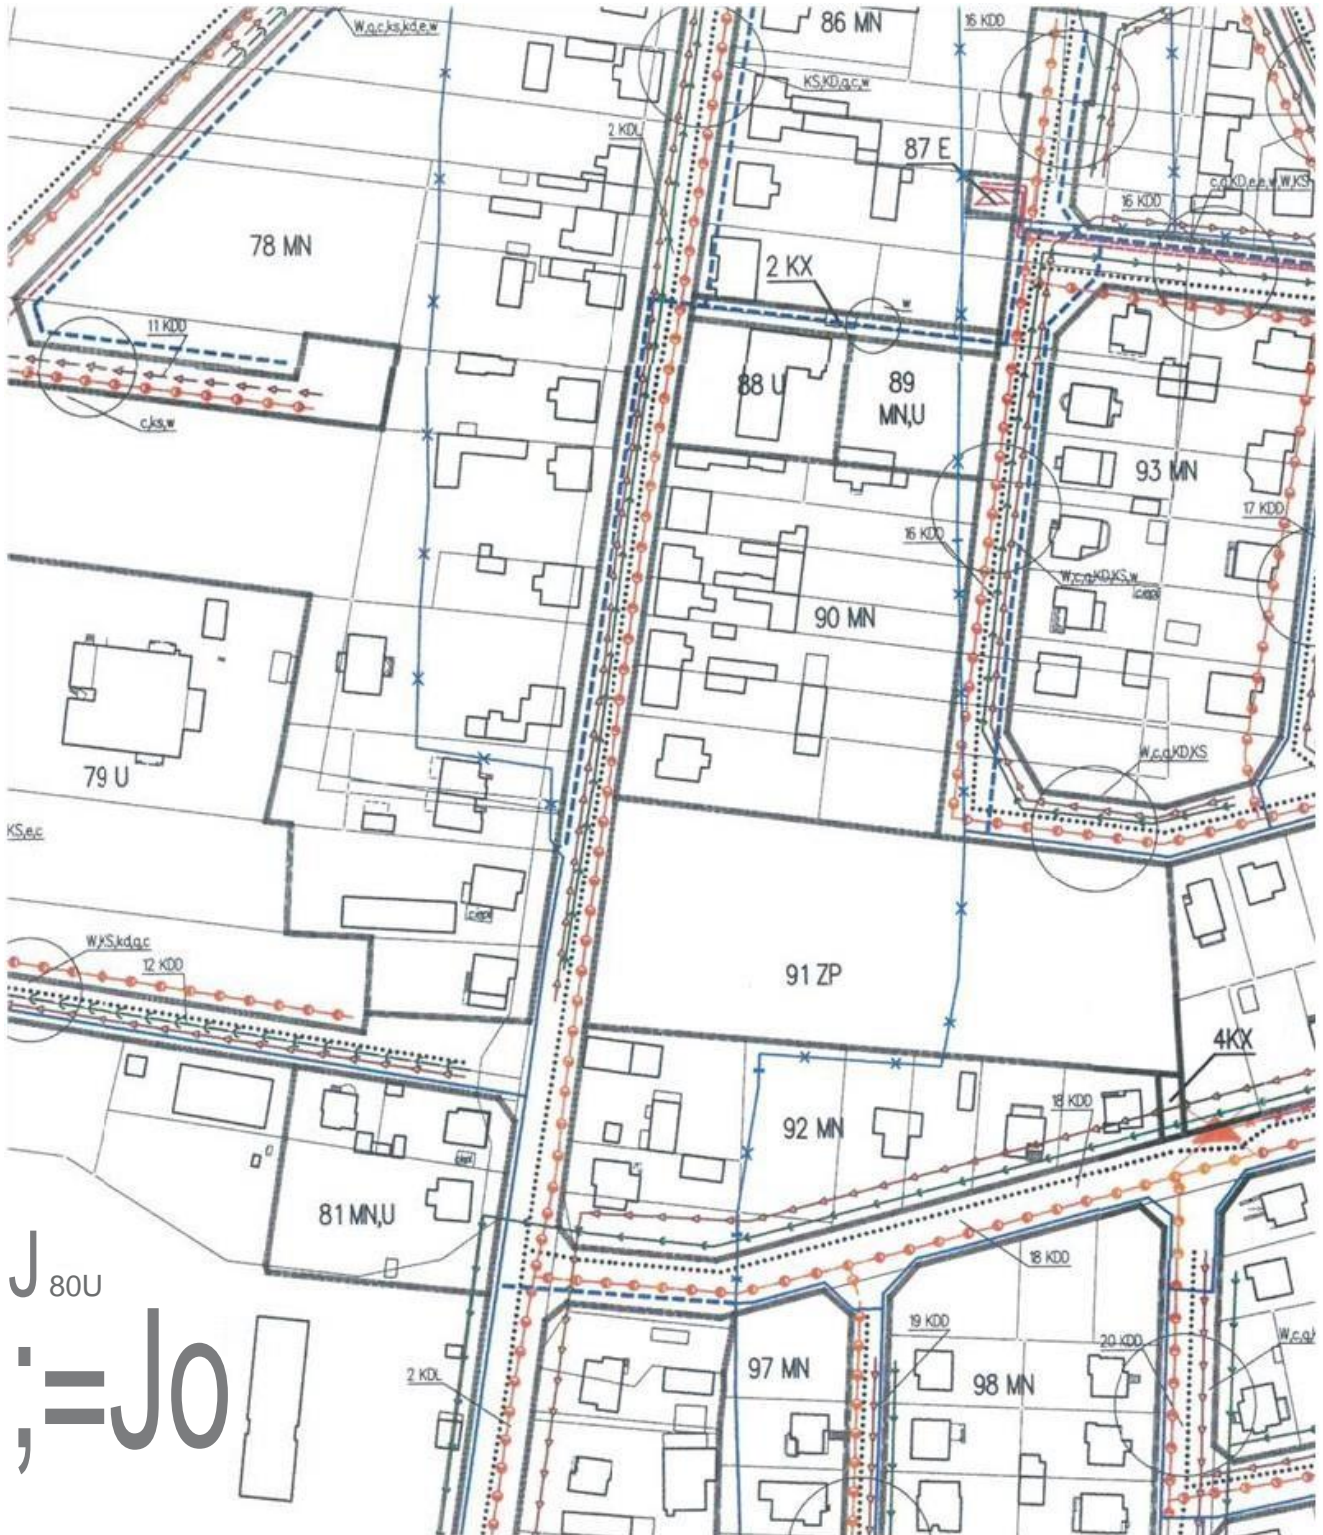 W,g,c,ks,kd,e,w
86 MN
16 KDD
KS,KD,g,c,w
2 KDL
87 E
c,g,KD,e,e,w,W,KS
16 KDD
78 MN
2 KX
w
11 KDD
88 U
89
MN,U
c,ks,w
93 MN
17 KDD
16 KDD
W,c,g,KD,KS,w
90 MN
W,c,g,KD,KS
79 U
KS,e,c
W,KS,kd,g,c
12 KDD
91 ZP
4KX
18 KDD
92 MN
81 MN,U
J 80U
18 KDD
;=Jo
19 KDD
20 KDD
W,c,g,
97 MN
98 MN
2 KDL